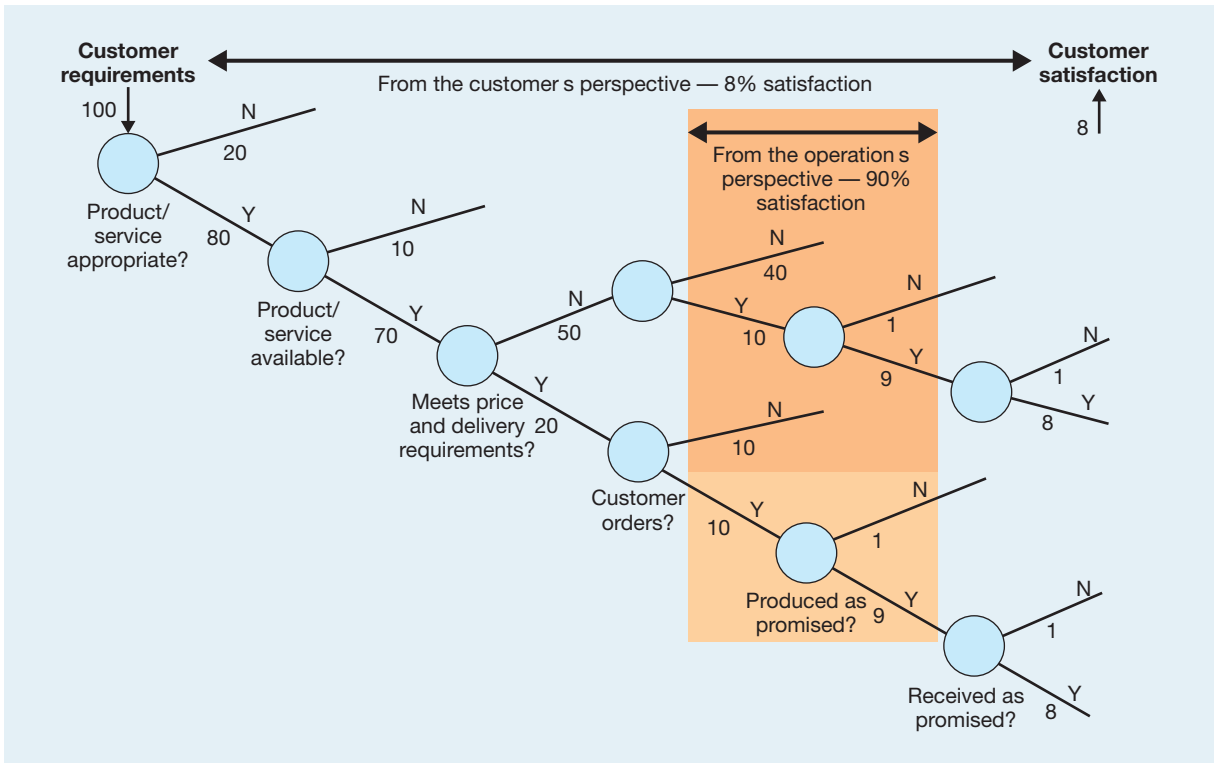 Customer
requirements
From the customer s perspective — 8% satisfaction
Customer
satisfaction
100
8
N
20
Y
80
Product/
service
appropriate?
From the operation s
perspective — 90%
satisfaction
N
10
Y
70
Product/
service
available?
N
50
Y
20
Meets price
and delivery
requirements?
N
40
Y
10
N
1
Y
9
N
1
Y
8
N
10
Y
10
Customer
orders?
N
1
Y
9
Produced as
promised?
N
1
Y
8
Received as
promised?